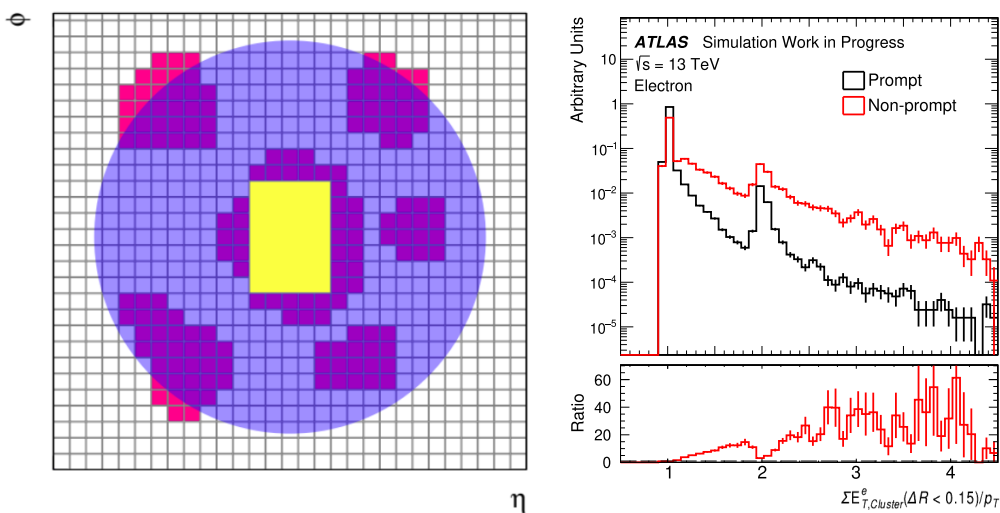 ϕ
η
Arbitrary Units
ATLAS Simulation Work in Progress
√s = 13 TeV
Electron
Prompt
Non-prompt
10
1
10⁻¹
10⁻²
10⁻³
10⁻⁴
10⁻⁵
Ratio
60
40
20
0
1 2 3 4
ΣEᵉ_T,Cluster(ΔR < 0.15)/p_T